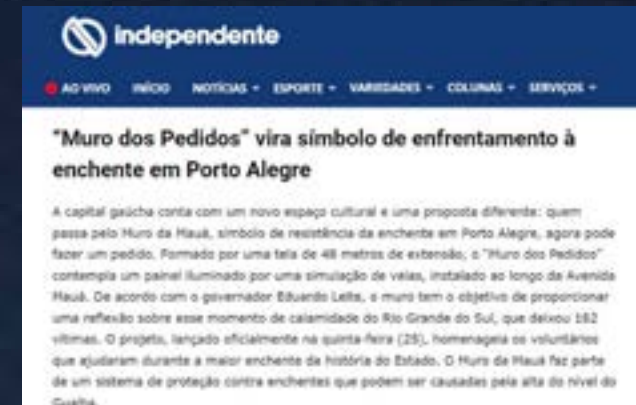 independente
AO VIVO INÍCIO NOTÍCIAS ESPORTE VARIEDADES COLUNAS SERVIÇOS
"Muro dos Pedidos" vira símbolo de enfrentamento à
enchente em Porto Alegre
A capital gaúcha conta com um novo espaço cultural e uma proposta diferente: quem
passa pelo Muro da Mauá, símbolo de resistência da enchente em Porto Alegre, agora pode
fazer um pedido. Formado por uma tela de 48 metros de extensão, o "Muro dos Pedidos"
contempla um painel iluminado por uma simulação de velas, instalado ao longo da Avenida
Mauá. De acordo com o governador Eduardo Leite, o muro tem o objetivo de proporcionar
uma reflexão sobre esse momento de calamidade do Rio Grande do Sul, que deixou 182
vítimas. O projeto, lançado oficialmente na quinta-feira (25), homenageia os voluntários
que ajudaram durante a maior enchente da história do Estado. O Muro da Mauá faz parte
de um sistema de proteção contra enchentes que podem ser causadas pela alta do nível do
Guaíba.